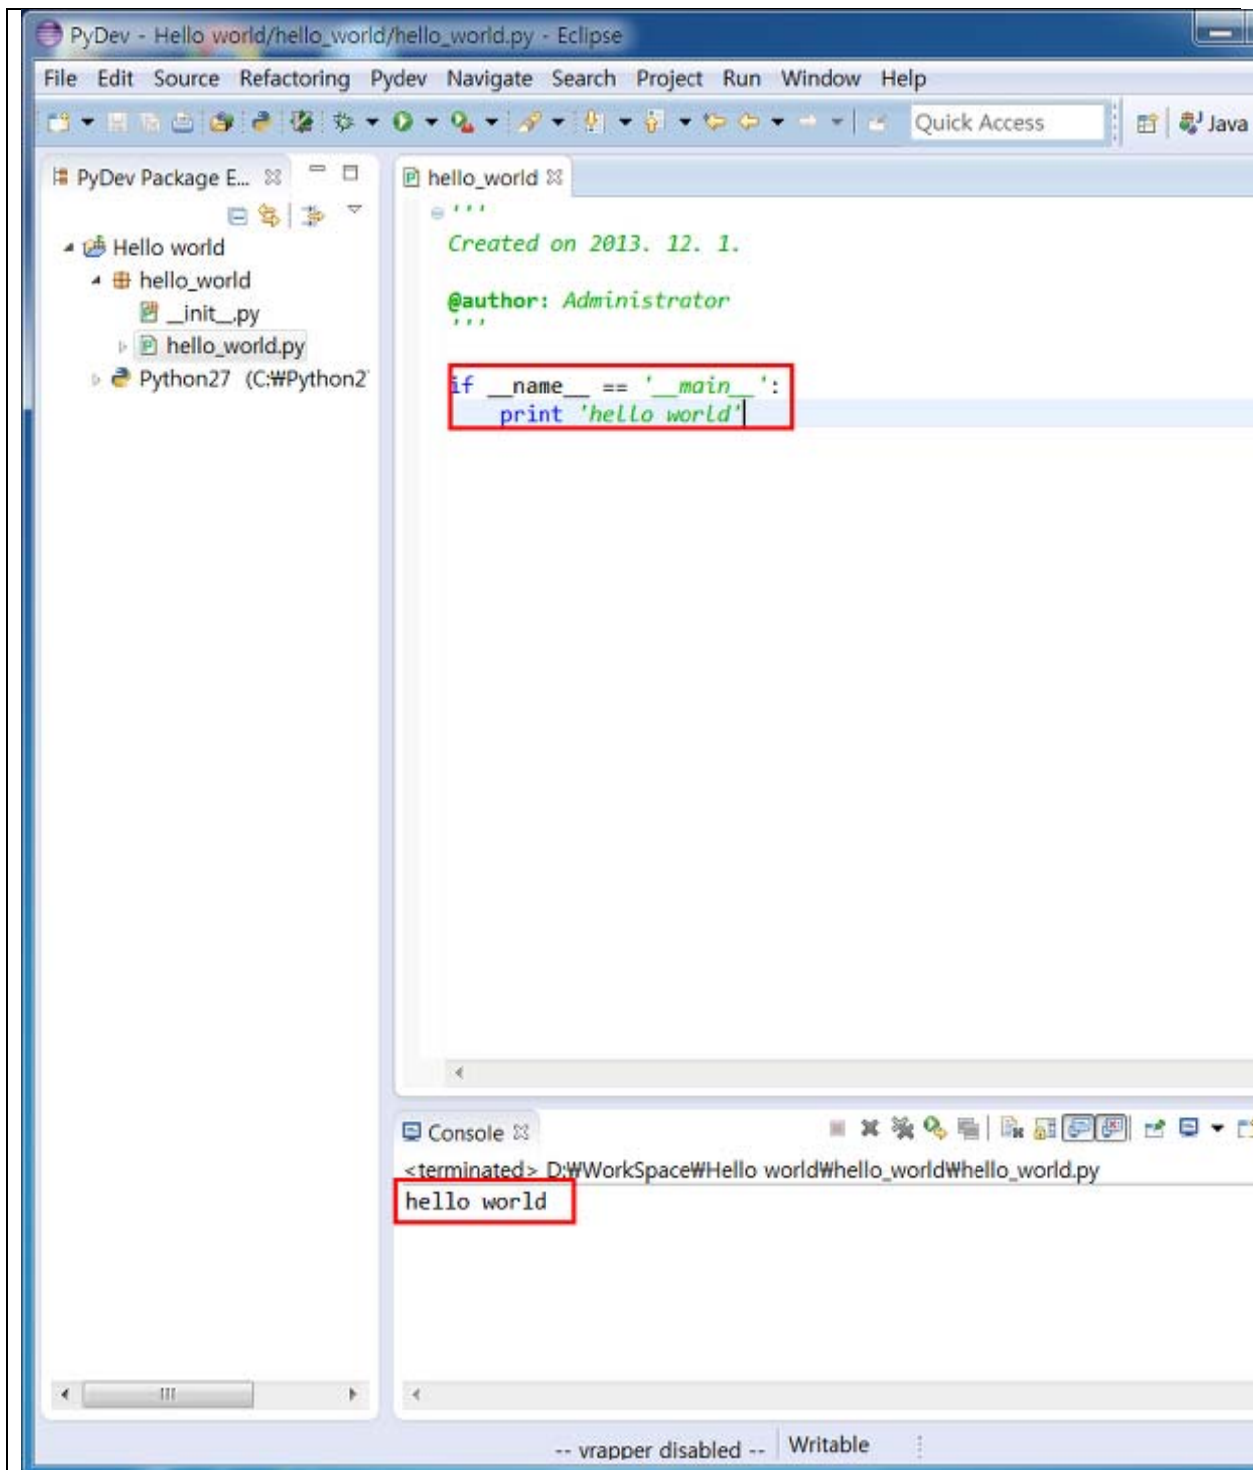 PyDev - Hello world/hello_world/hello_world.py - Eclipse
File Edit Source Refactoring Pydev Navigate Search Project Run Window Help
Quick Access
Java
PyDev Package E...
Hello world
hello_world
__init__.py
hello_world.py
Python27 (C:₩Python2
hello_world
'''
Created on 2013. 12. 1.
@author: Administrator
'''
if __name__ == '__main__':
print 'hello world'
Console
<terminated> D:₩WorkSpace₩Hello world₩hello_world₩hello_world.py
hello world
-- vrapper disabled --
Writable